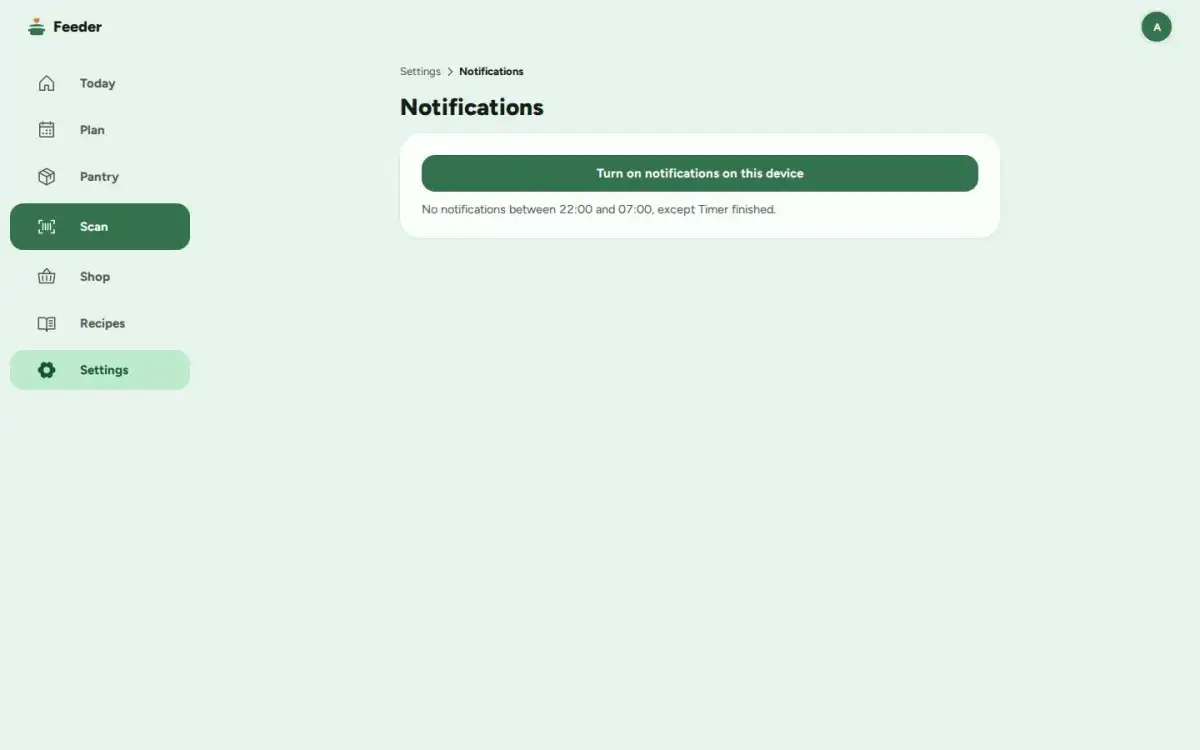 Feeder
A
Today
Plan
Pantry
Scan
Shop
Recipes
Settings
Settings > Notifications
Notifications
Turn on notifications on this device
No notifications between 22:00 and 07:00, except Timer finished.